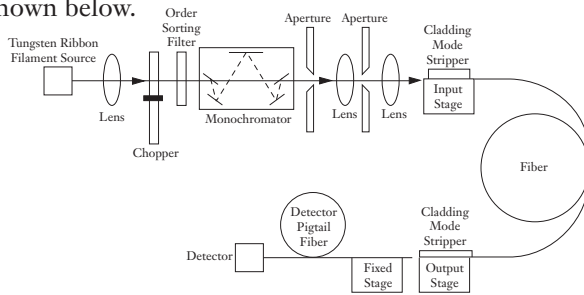 shown below.
Tungsten Ribbon
Filament Source
Lens
Chopper
Order
Sorting
Filter
Monochromator
Aperture
Aperture
Lens
Lens
Cladding
Mode
Stripper
Input
Stage
Fiber
Detector
Pigtail
Fiber
Detector
Fixed
Stage
Cladding
Mode
Stripper
Output
Stage